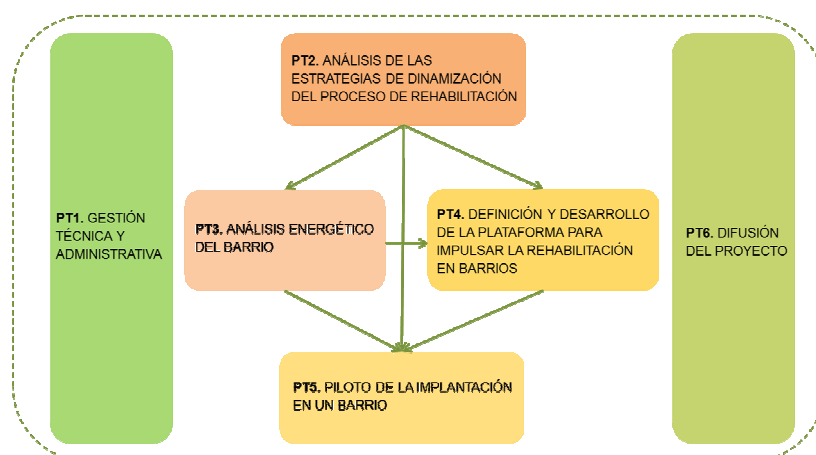 PT1. GESTIÓN
TÉCNICA Y
ADMINISTRATIVA
PT2. ANÁLISIS DE LAS
ESTRATEGIAS DE DINAMIZACIÓN
DEL PROCESO DE REHABILITACIÓN
PT3. ANÁLISIS ENERGÉTICO
DEL BARRIO
PT4. DEFINICIÓN Y DESARROLLO
DE LA PLATAFORMA PARA
IMPULSAR LA REHABILITACIÓN
EN BARRIOS
PT5. PILOTO DE LA IMPLANTACIÓN
EN UN BARRIO
PT6. DIFUSIÓN
DEL PROYECTO